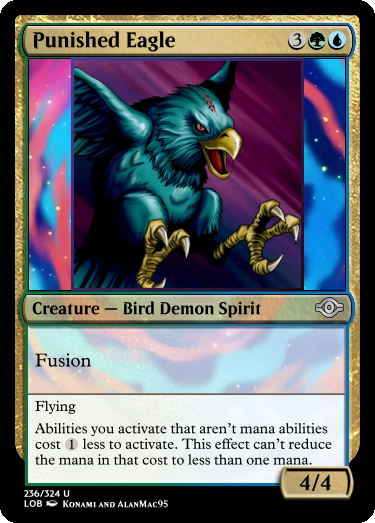 Punished Eagle 3
Creature — Bird Demon Spirit
Fusion
Flying
Abilities you activate that aren't mana abilities
cost 1 less to activate. This effect can't reduce
the mana in that cost to less than one mana.
4/4
236/324 U
LOB Konami and AlanMac95